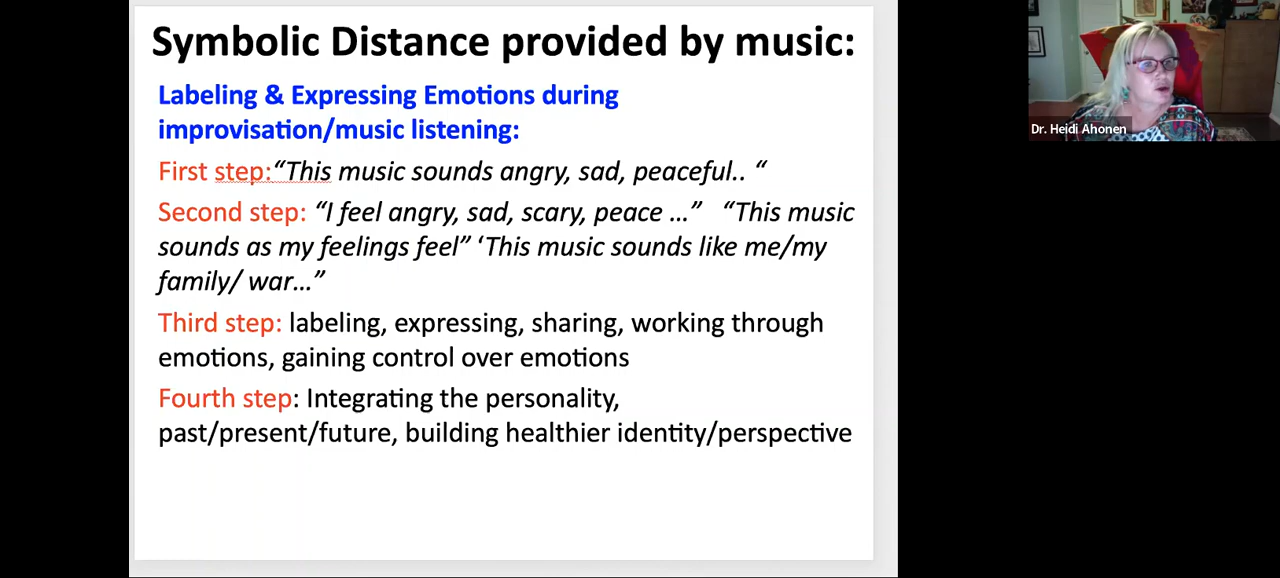 Symbolic Distance provided by music:
Labeling & Expressing Emotions during
improvisation/music listening:
First step:“This music sounds angry, sad, peaceful.. “
Second step: “I feel angry, sad, scary, peace …”   “This music
sounds as my feelings feel” ‘This music sounds like me/my
family/ war…”
Third step: labeling, expressing, sharing, working through
emotions, gaining control over emotions
Fourth step: Integrating the personality,
past/present/future, building healthier identity/perspective
Dr. Heidi Ahonen